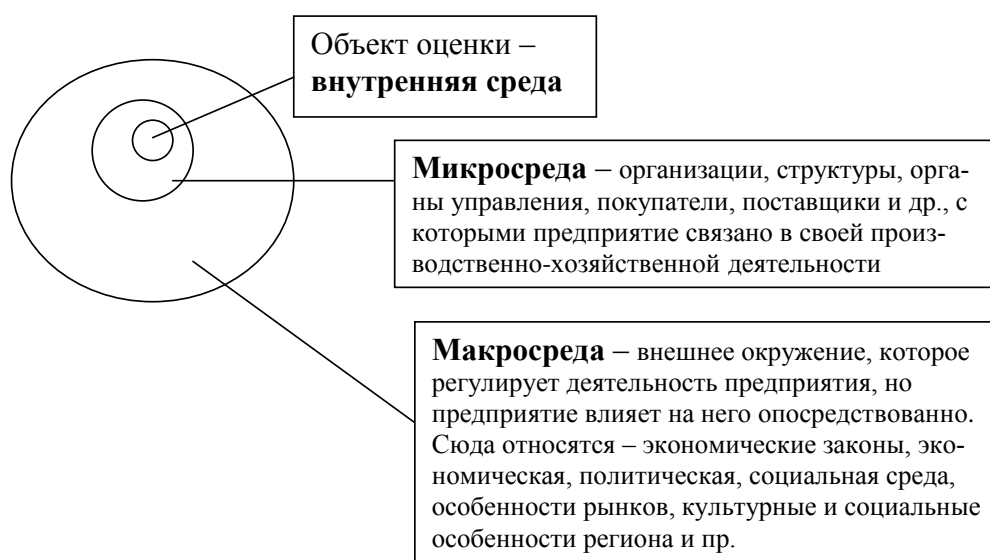 Объект оценки –
внутренняя среда
Микросреда – организации, структуры, орга-
ны управления, покупатели, поставщики и др., с
которыми предприятие связано в своей произ-
водственно-хозяйственной деятельности
Макросреда – внешнее окружение, которое
регулирует деятельность предприятия, но
предприятие влияет на него опосредствованно.
Сюда относятся – экономические законы, эко-
номическая, политическая, социальная среда,
особенности рынков, культурные и социальные
особенности региона и пр.